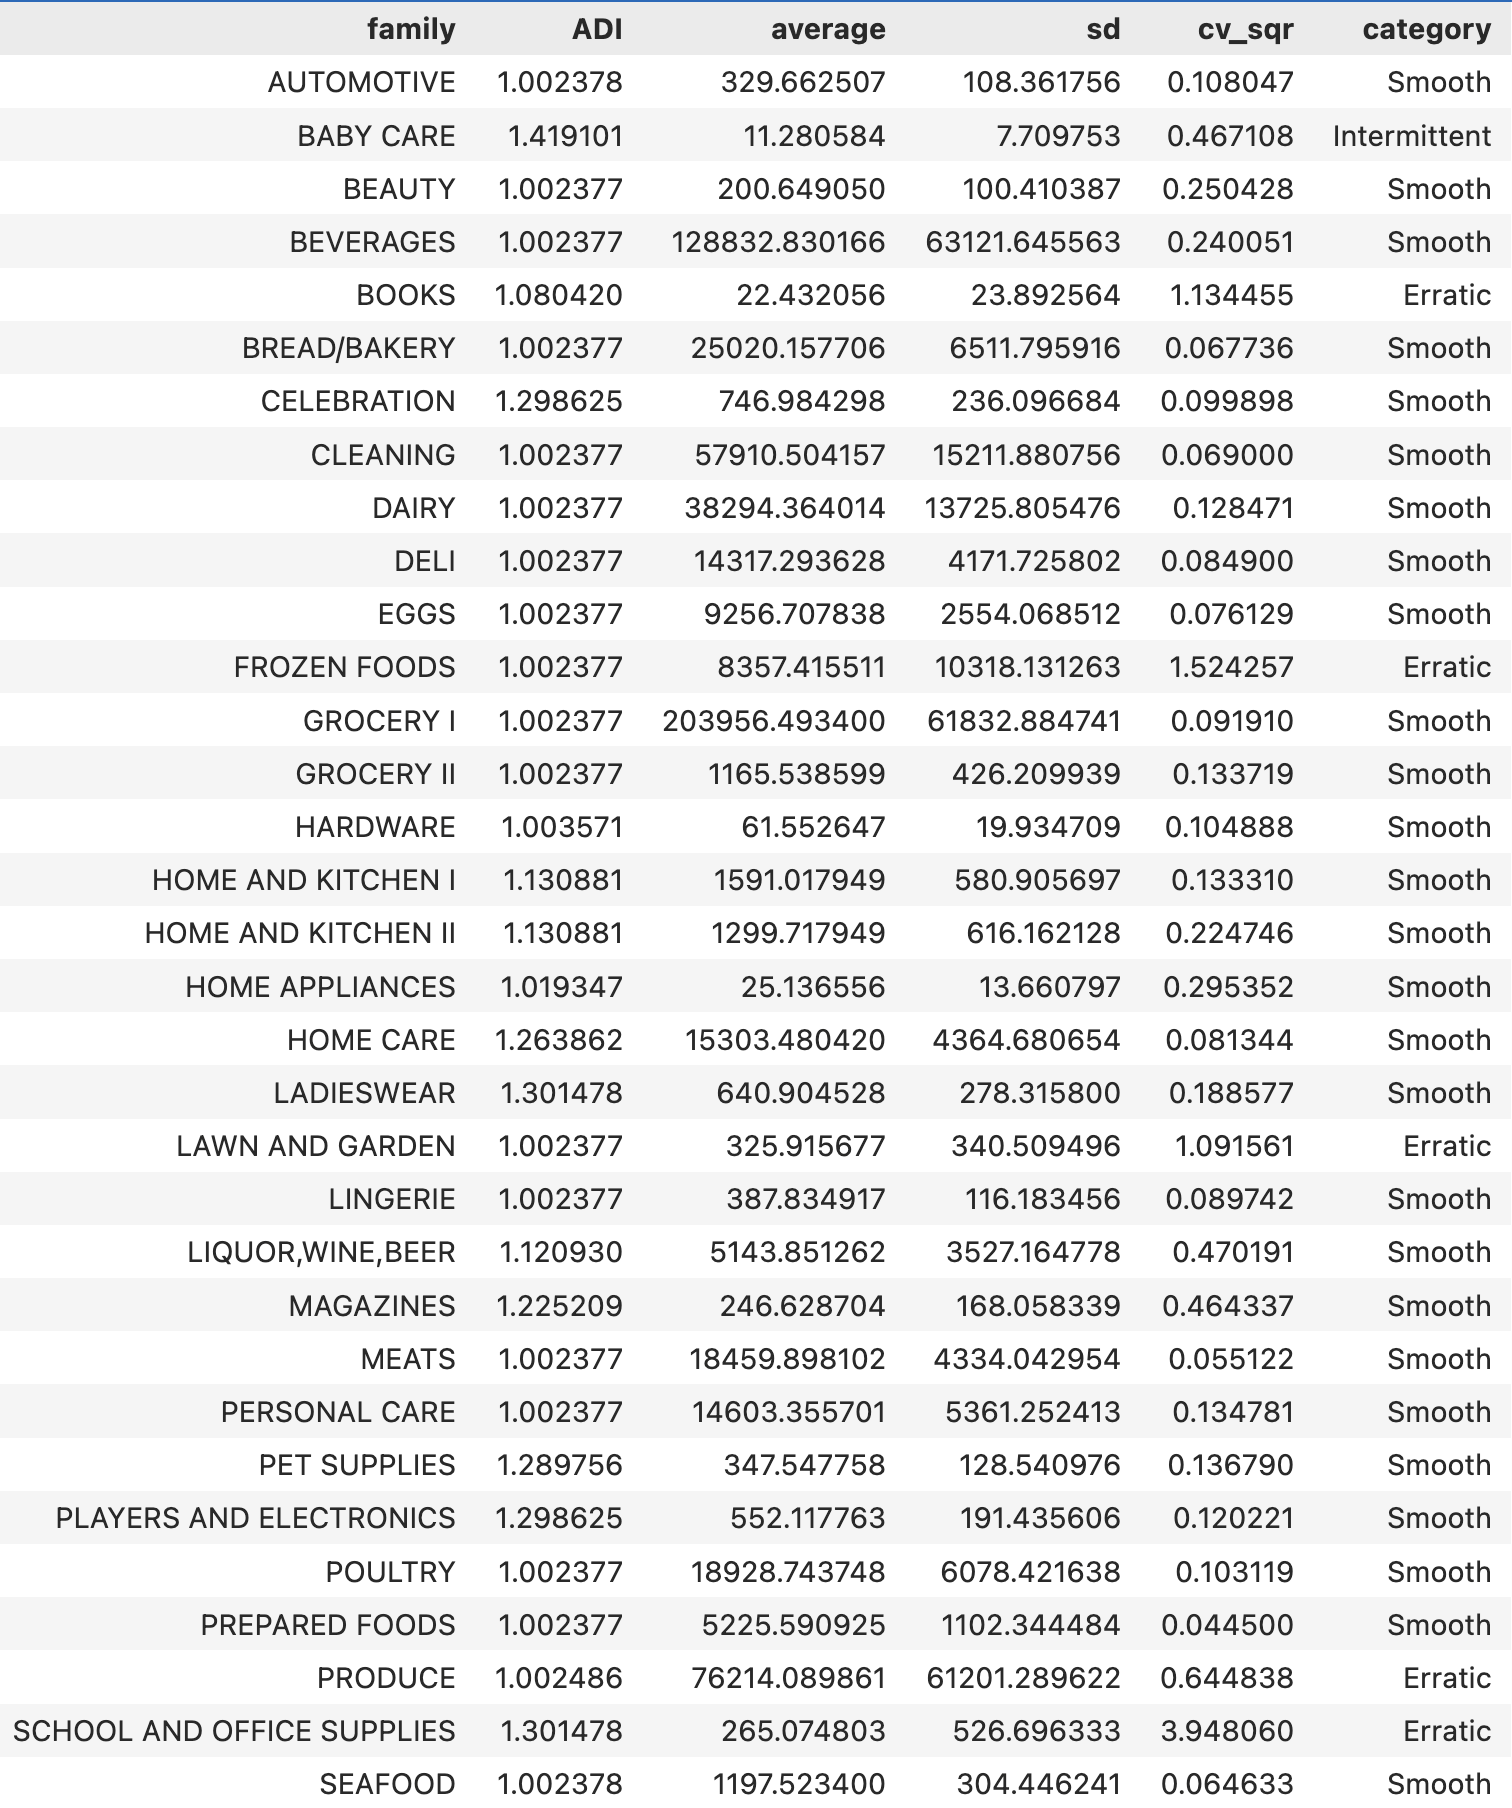 family ADI average sd cv_sqr category
AUTOMOTIVE 1.002378 329.662507 108.361756 0.108047 Smooth
BABY CARE 1.419101 11.280584 7.709753 0.467108 Intermittent
BEAUTY 1.002377 200.649050 100.410387 0.250428 Smooth
BEVERAGES 1.002377 128832.830166 63121.645563 0.240051 Smooth
BOOKS 1.080420 22.432056 23.892564 1.134455 Erratic
BREAD/BAKERY 1.002377 25020.157706 6511.795916 0.067736 Smooth
CELEBRATION 1.298625 746.984298 236.096684 0.099898 Smooth
CLEANING 1.002377 57910.504157 15211.880756 0.069000 Smooth
DAIRY 1.002377 38294.364014 13725.805476 0.128471 Smooth
DELI 1.002377 14317.293628 4171.725802 0.084900 Smooth
EGGS 1.002377 9256.707838 2554.068512 0.076129 Smooth
FROZEN FOODS 1.002377 8357.415511 10318.131263 1.524257 Erratic
GROCERY I 1.002377 203956.493400 61832.884741 0.091910 Smooth
GROCERY II 1.002377 1165.538599 426.209939 0.133719 Smooth
HARDWARE 1.003571 61.552647 19.934709 0.104888 Smooth
HOME AND KITCHEN I 1.130881 1591.017949 580.905697 0.133310 Smooth
HOME AND KITCHEN II 1.130881 1299.717949 616.162128 0.224746 Smooth
HOME APPLIANCES 1.019347 25.136556 13.660797 0.295352 Smooth
HOME CARE 1.263862 15303.480420 4364.680654 0.081344 Smooth
LADIESWEAR 1.301478 640.904528 278.315800 0.188577 Smooth
LAWN AND GARDEN 1.002377 325.915677 340.509496 1.091561 Erratic
LINGERIE 1.002377 387.834917 116.183456 0.089742 Smooth
LIQUOR,WINE,BEER 1.120930 5143.851262 3527.164778 0.470191 Smooth
MAGAZINES 1.225209 246.628704 168.058339 0.464337 Smooth
MEATS 1.002377 18459.898102 4334.042954 0.055122 Smooth
PERSONAL CARE 1.002377 14603.355701 5361.252413 0.134781 Smooth
PET SUPPLIES 1.289756 347.547758 128.540976 0.136790 Smooth
PLAYERS AND ELECTRONICS 1.298625 552.117763 191.435606 0.120221 Smooth
POULTRY 1.002377 18928.743748 6078.421638 0.103119 Smooth
PREPARED FOODS 1.002377 5225.590925 1102.344484 0.044500 Smooth
PRODUCE 1.002486 76214.089861 61201.289622 0.644838 Erratic
SCHOOL AND OFFICE SUPPLIES 1.301478 265.074803 526.696333 3.948060 Erratic
SEAFOOD 1.002378 1197.523400 304.446241 0.064633 Smooth